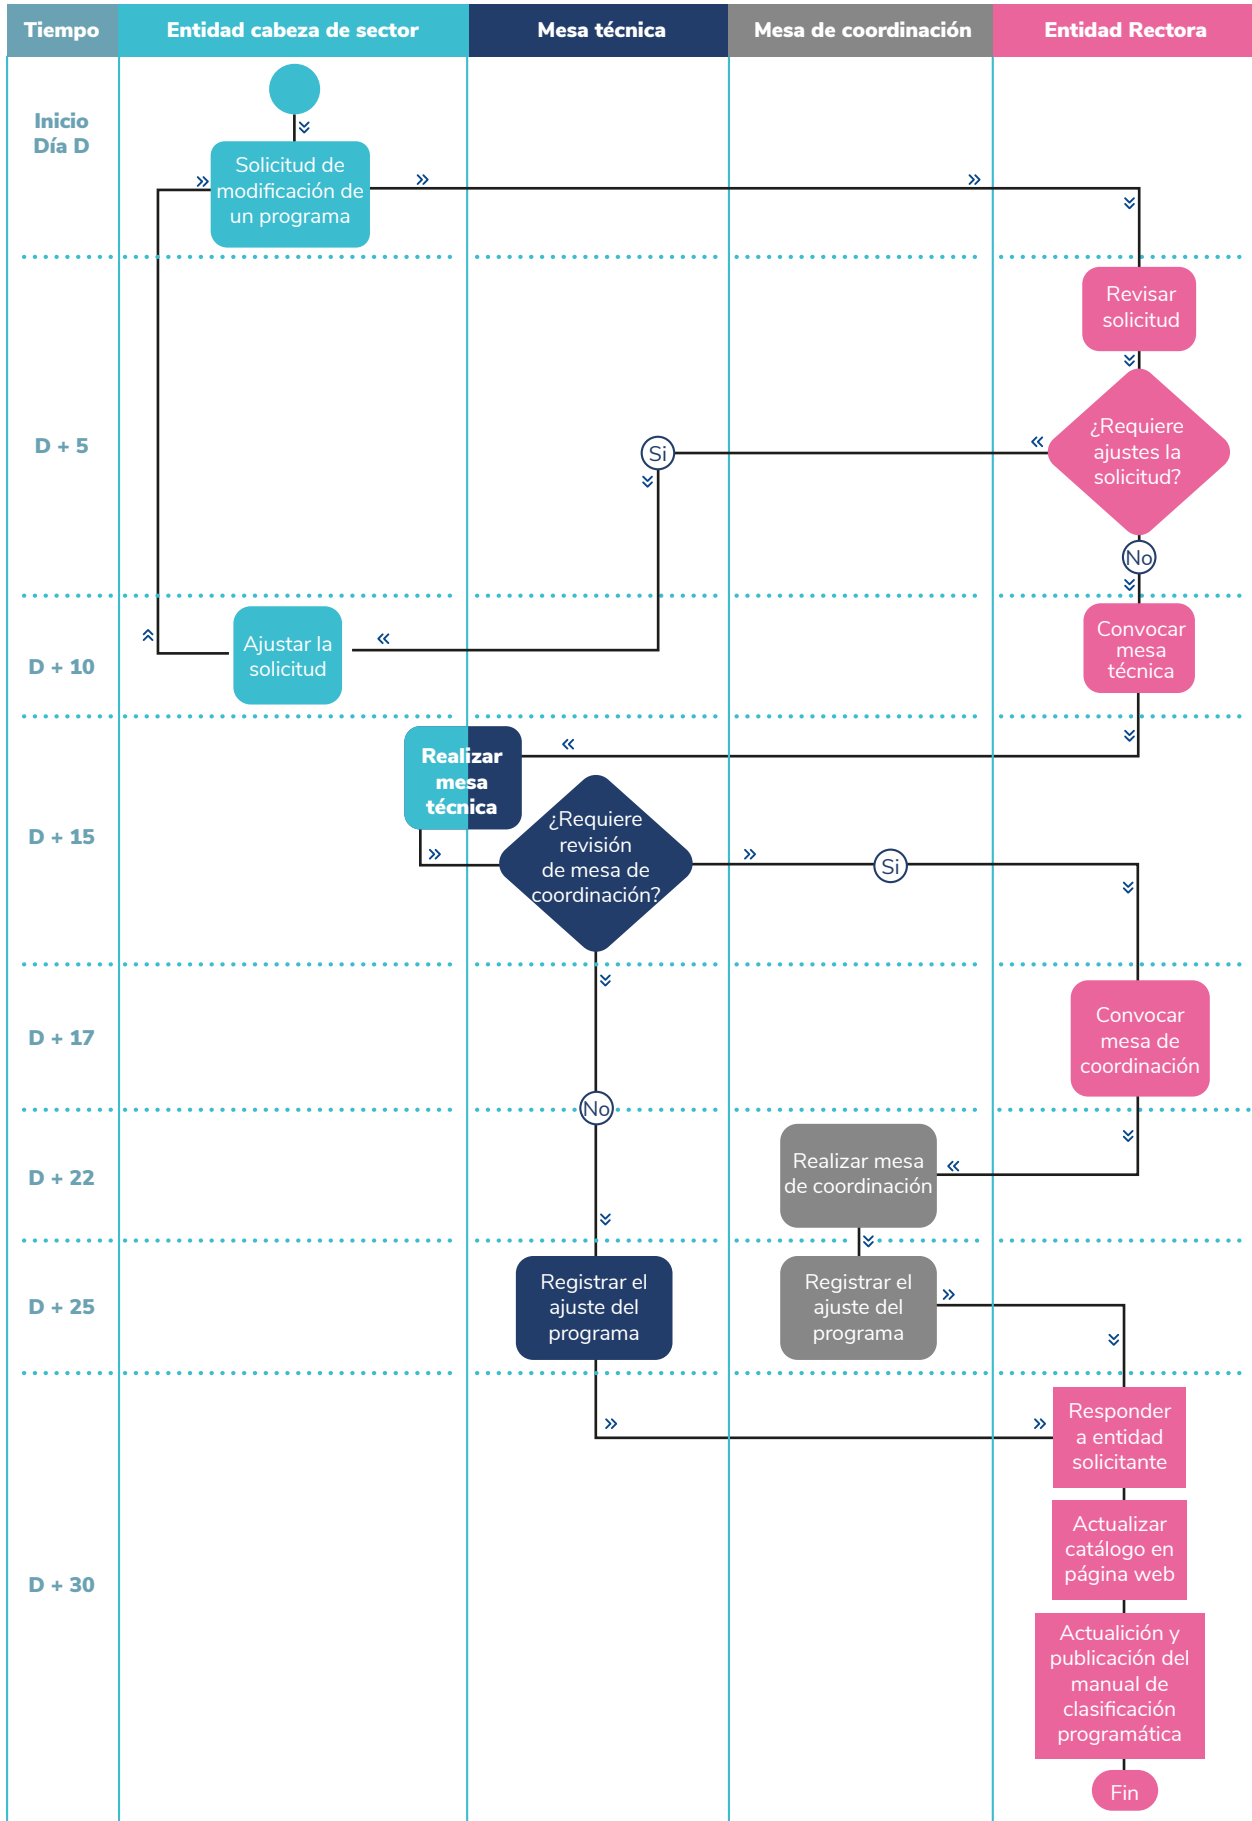 Tiempo
Entidad cabeza de sector
Mesa técnica
Mesa de coordinación
Entidad Rectora
Inicio
Día D
Solicitud de
modificación de
un programa
Revisar
solicitud
D + 5
¿Requiere
ajustes la
solicitud?
Si
No
D + 10
Ajustar la
solicitud
Convocar
mesa
técnica
D + 15
Realizar
mesa
técnica
¿Requiere
revisión
de mesa de
coordinación?
Si
D + 17
Convocar
mesa de
coordinación
No
D + 22
Realizar mesa
de coordinación
D + 25
Registrar el
ajuste del
programa
Registrar el
ajuste del
programa
D + 30
Responder
a entidad
solicitante
Actualizar
catálogo en
página web
Actualición y
publicación del
manual de
clasificación
programática
Fin